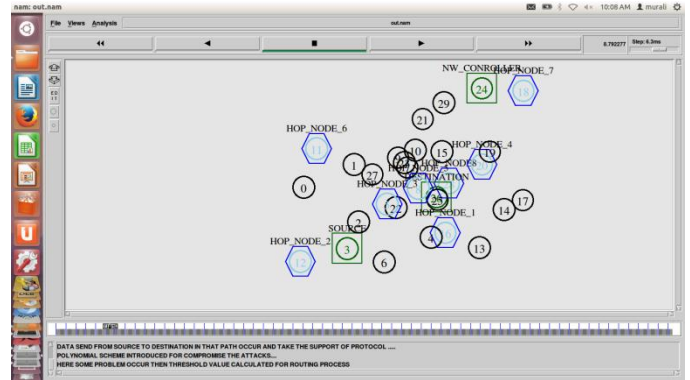 nam: out.nam
10:08 AM murali
File Views Analysis
out.nam
0.792277 Step: 6.3ms
NW_CONROLLER
HOP_NODE_7
24
18
29
21
HOP_NODE_6
11
10
15
HOP_NODE_4
19
1
27
HOP_NODE_3
DESTINATION
0
22
17
14
HOP_NODE_1
2
SOURCE
4
HOP_NODE_2
3
13
12
6
DATA SEND FROM SOURCE TO DESTINATION IN THAT PATH OCCUR AND TAKE THE SUPPORT OF PROTOCOL ....
POLYNOMIAL SCHEME INTRODUCED FOR COMPROMISE THE ATTACKS...
HERE SOME PROBLEM OCCUR THEN THRESHOLD VALUE CALCULATED FOR ROUTING PROCESS